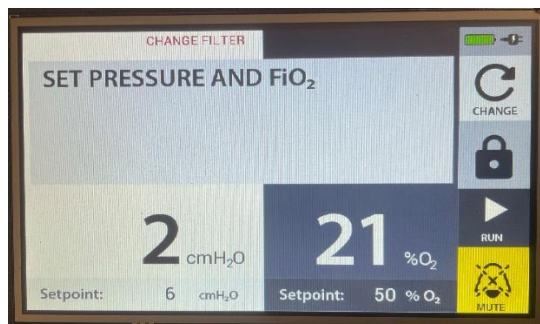 CHANGE FILTER
SET PRESSURE AND FiO₂
CHANGE
2 cmH₂O
21 %O₂
RUN
Setpoint: 6 cmH₂O
Setpoint: 50 % O₂
MUTE